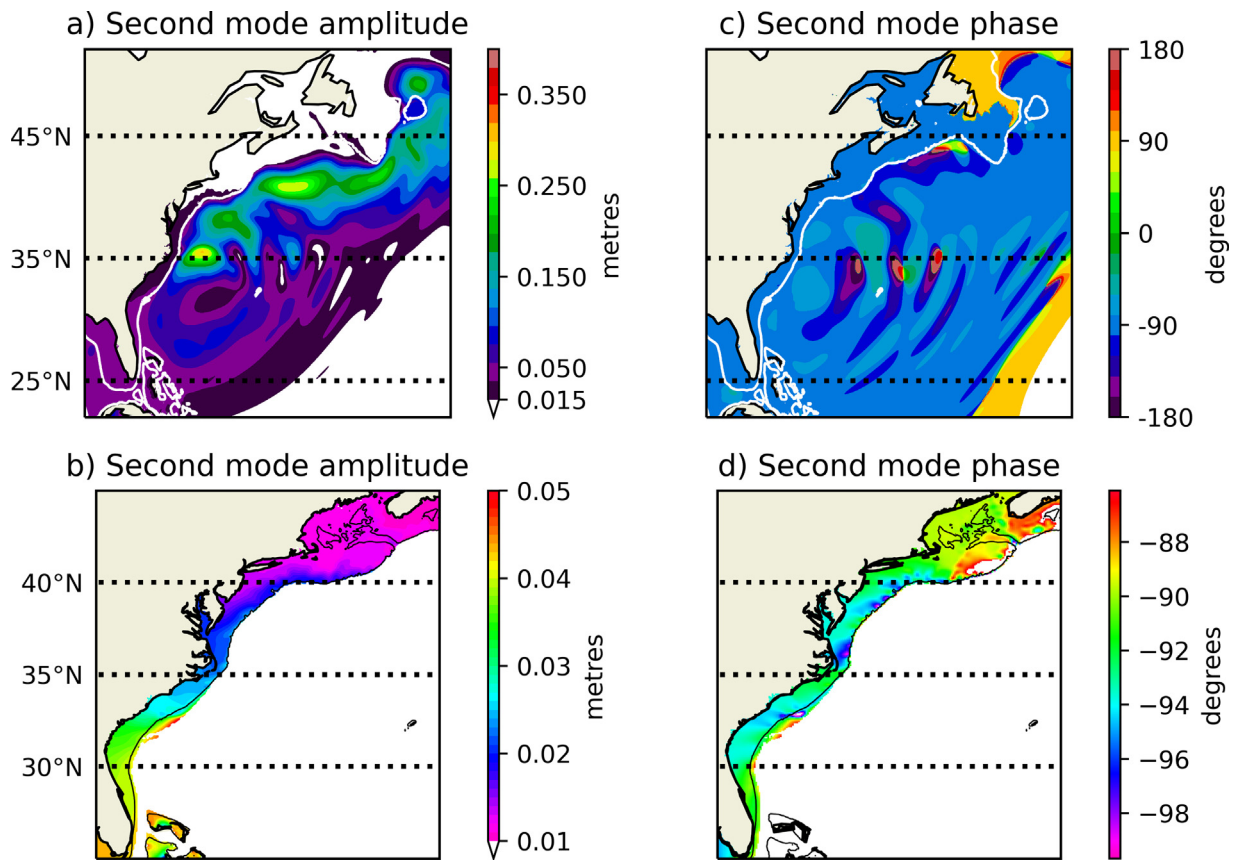 a) Second mode amplitude
45°N
35°N
25°N
0.350
0.250
0.150
0.050
0.015
metres
c) Second mode phase
180
90
0
-90
-180
degrees
b) Second mode amplitude
40°N
35°N
30°N
0.05
0.04
0.03
0.02
0.01
metres
d) Second mode phase
−88
−90
−92
−94
−96
−98
degrees